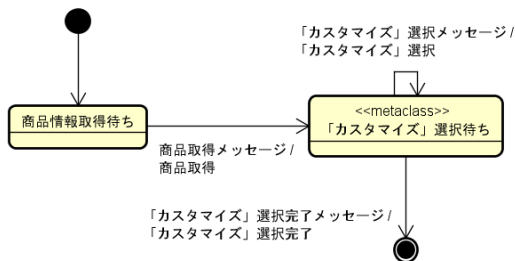 「カスタマイズ」選択メッセージ /
「カスタマイズ」選択
商品情報取得待ち
<<metaclass>>
「カスタマイズ」選択待ち
商品取得メッセージ /
商品取得
「カスタマイズ」選択完了メッセージ /
「カスタマイズ」選択完了